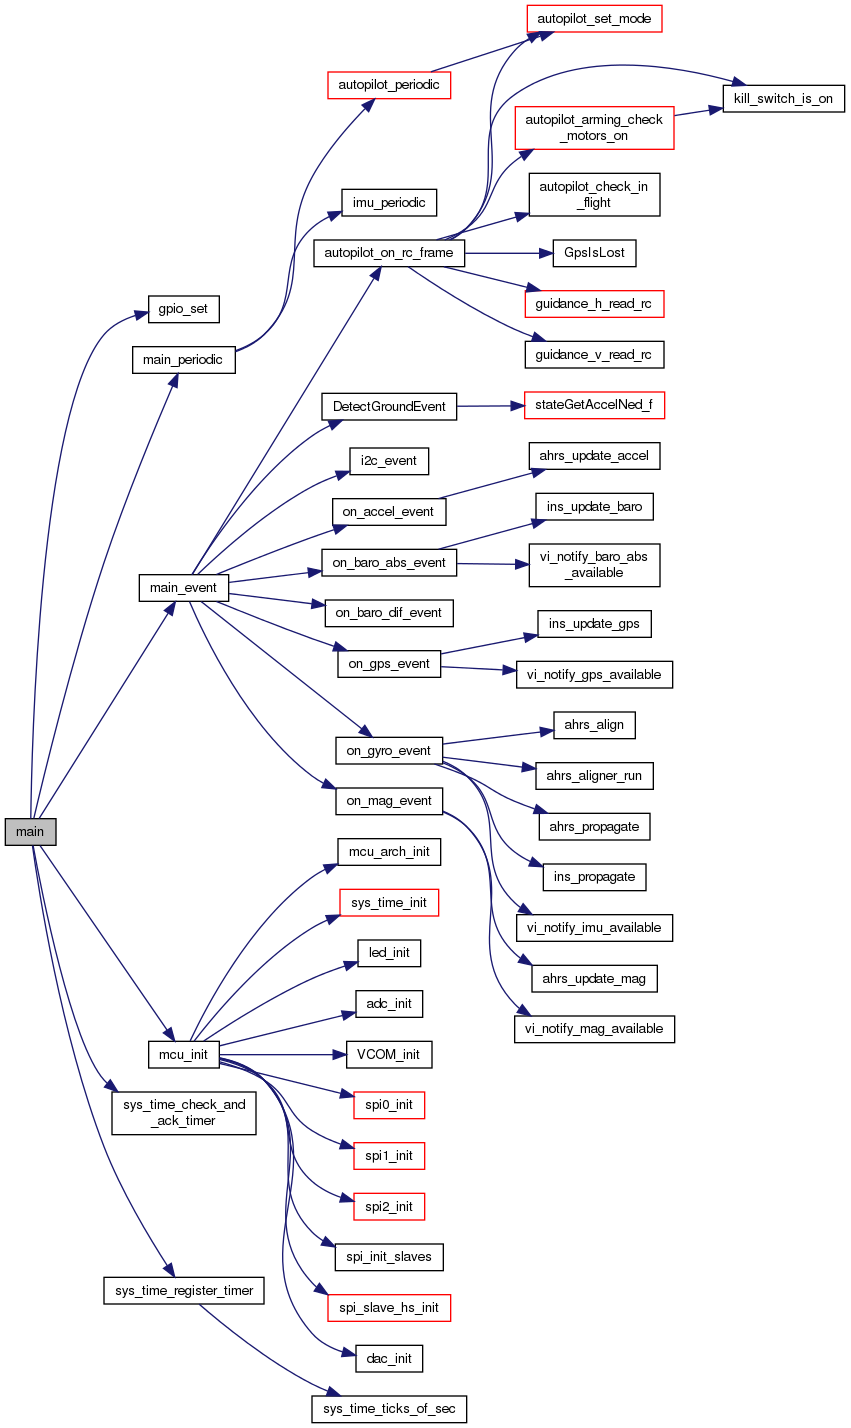 autopilot_set_mode
autopilot_periodic
kill_switch_is_on
autopilot_arming_check
_motors_on
autopilot_check_in
_flight
imu_periodic
autopilot_on_rc_frame
GpsIsLost
guidance_h_read_rc
gpio_set
main_periodic
guidance_v_read_rc
DetectGroundEvent
stateGetAccelNed_f
i2c_event
ahrs_update_accel
on_accel_event
ins_update_baro
on_baro_abs_event
vi_notify_baro_abs
_available
main_event
on_baro_dif_event
ins_update_gps
on_gps_event
vi_notify_gps_available
ahrs_align
on_gyro_event
ahrs_aligner_run
on_mag_event
ahrs_propagate
main
mcu_arch_init
ins_propagate
sys_time_init
vi_notify_imu_available
led_init
ahrs_update_mag
adc_init
vi_notify_mag_available
mcu_init
VCOM_init
sys_time_check_and
_ack_timer
spi0_init
spi1_init
spi2_init
spi_init_slaves
sys_time_register_timer
spi_slave_hs_init
dac_init
sys_time_ticks_of_sec